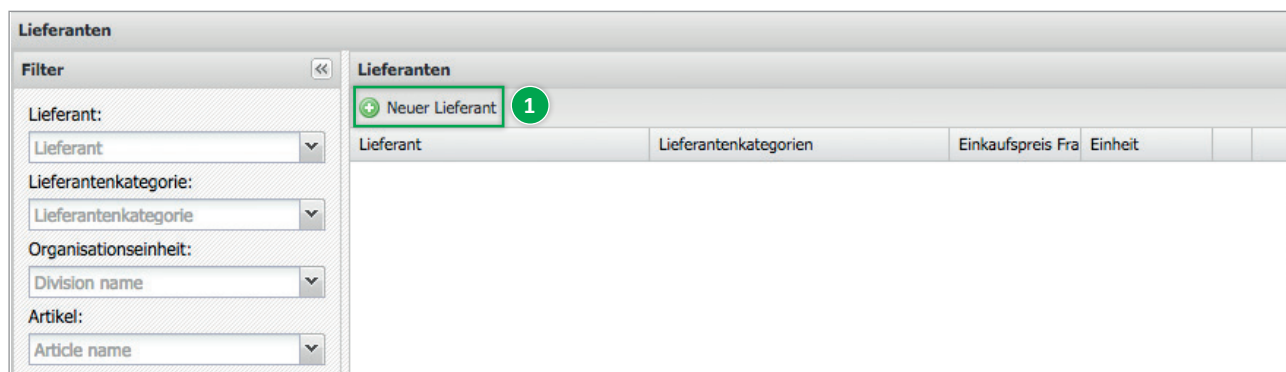 Lieferanten
Filter
Lieferant:
Lieferant
Lieferantenkategorie:
Lieferantenkategorie
Organisationseinheit:
Division name
Artikel:
Article name
Lieferanten
Neuer Lieferant 1
Lieferant Lieferantenkategorien Einkaufspreis Fra Einheit